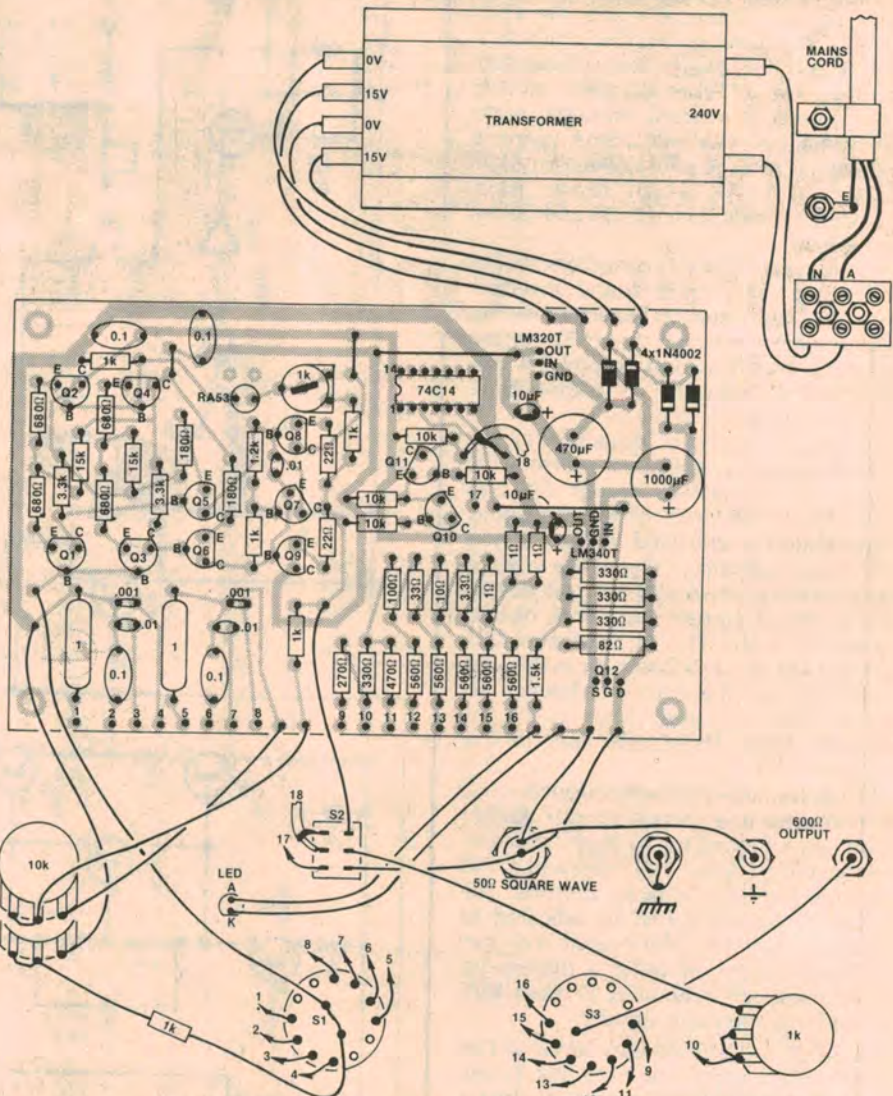 MAINS
CORD
0V
15V
0V
15V
TRANSFORMER
240V
E
N A
LM320T
OUT
IN
GND
4x1N4002
0.1
0.1
1k
E Q2 C
B
E Q4 C
B
RA53
1k
14
74C14
1
10µF
+
470µF
+
1000µF
+
680Ω
680Ω
15k
15k
180Ω
1.2k
Q8
B E C
.01
22Ω
1k
10k
Q11
C E B
10k
18
17
10µF
+
680Ω
3.3k
680Ω
3.3k
Q5
B E C
180Ω
Q7
B E C
10k
10k
Q10
B E C
OUT
GND
IN
LM340T
E Q1 C
B
E Q3 C
B
Q6
B E C
1k
Q9
B E C
22Ω
1Ω
1Ω
330Ω
330Ω
330Ω
82Ω
100Ω
33Ω
10Ω
3.3Ω
1Ω
1
.001
.01
0.1
1
.001
.01
0.1
1k
270Ω
330Ω
470Ω
560Ω
560Ω
560Ω
560Ω
560Ω
1.5k
Q12
S G D
1 2 3 4 5 6 7 8
9 10 11 12 13 14 15 16
10k
18
17
S2
LED
A
K
50Ω SQUARE WAVE
600Ω
OUTPUT
1k
8 7 6 5
1
2
3
4
S1
16
15
14
13
11
9
S3
10
1k